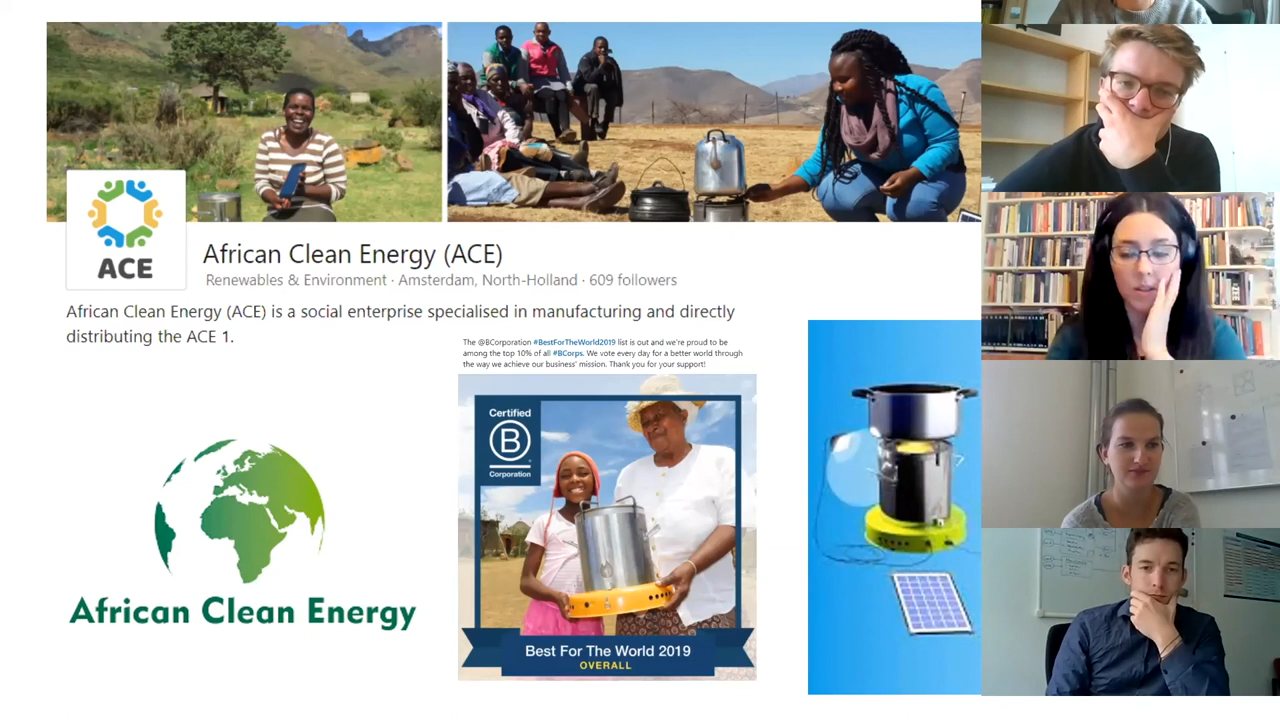 ACE
African Clean Energy (ACE)
Renewables & Environment · Amsterdam, North-Holland · 609 followers
African Clean Energy (ACE) is a social enterprise specialised in manufacturing and directly
distributing the ACE 1.
The @BCorporation #BestForTheWorld2019 list is out and we're proud to be
among the top 10% of all #BCorps. We vote every day for a better world through
the way we achieve our business' mission. Thank you for your support!
Certified
B
Corporation
African Clean Energy
Best For The World 2019
OVERALL